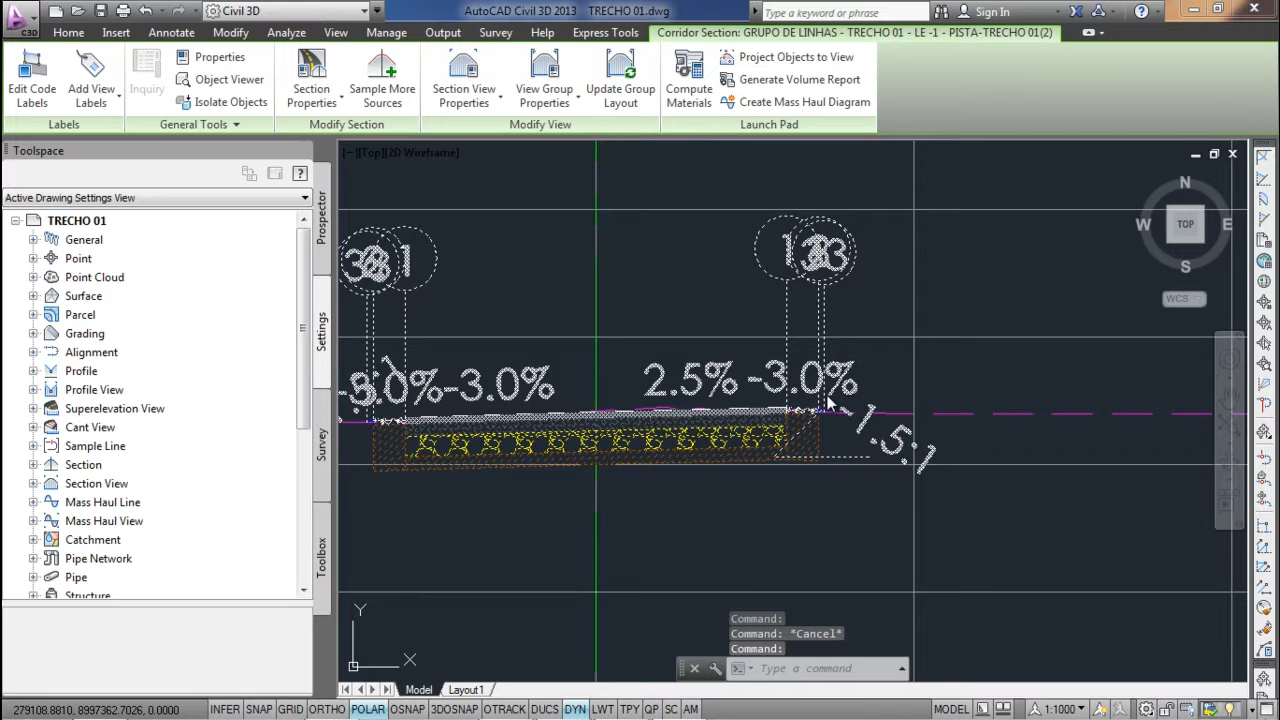 Civil 3D
AutoCAD Civil 3D 2013 TRECHO 01.dwg
Type a keyword or phrase
Sign In
C3D
Home Insert Annotate Modify Analyze View Manage Output Survey Help Express Tools
Corridor Section: GRUPO DE LINHAS - TRECHO 01 - LE -1 - PISTA-TRECHO 01(2)
Edit Code Labels
Add View Labels
Inquiry
Properties
Object Viewer
Isolate Objects
Section Properties
Sample More Sources
Section View Properties
View Group Properties
Update Group Layout
Compute Materials
Project Objects to View
Generate Volume Report
Create Mass Haul Diagram
Labels
General Tools
Modify Section
Modify View
Launch Pad
Toolspace
Active Drawing Settings View
TRECHO 01
General
Point
Point Cloud
Surface
Parcel
Grading
Alignment
Profile
Profile View
Superelevation View
Cant View
Sample Line
Section
Section View
Mass Haul Line
Mass Haul View
Catchment
Pipe Network
Pipe
Structure
Prospector
Settings
Survey
Toolbox
[−][Top][2D Wireframe]
N
W TOP E
S
WCS
-3.0%
2.5% -3.0%
-1.5:1
Y
X
Command:
Command: *Cancel*
Command:
Type a command
Model Layout1
279108.8810, 8997362.7026, 0.0000
INFER SNAP GRID ORTHO POLAR OSNAP 3DOSNAP OTRACK DUCS DYN LWT TPY QP SC AM
MODEL
1:1000